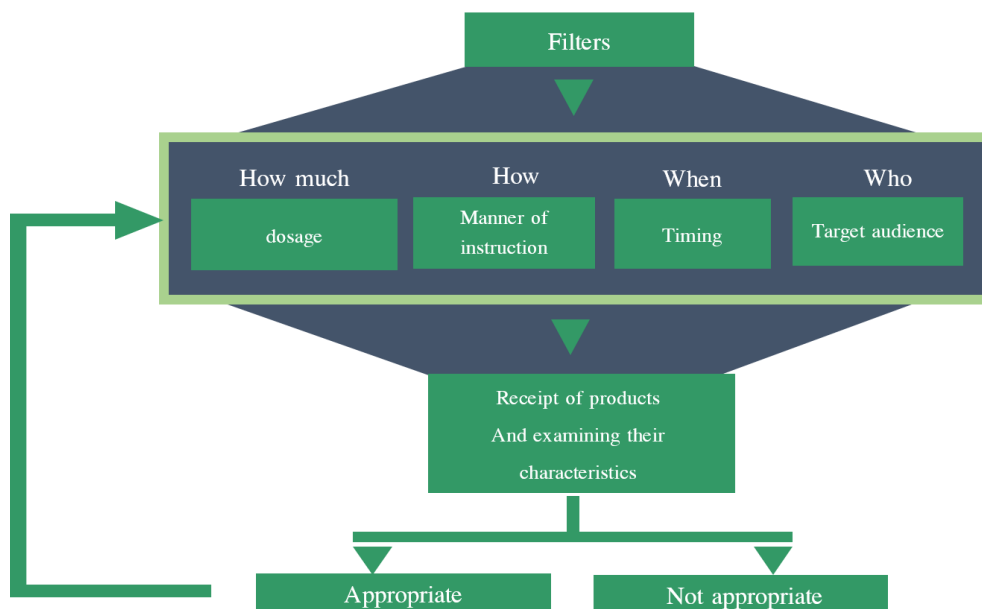 Filters
How much
How
When
Who
dosage
Manner of
instruction
Timing
Target audience
Receipt of products
And examining their
characteristics
Appropriate
Not appropriate